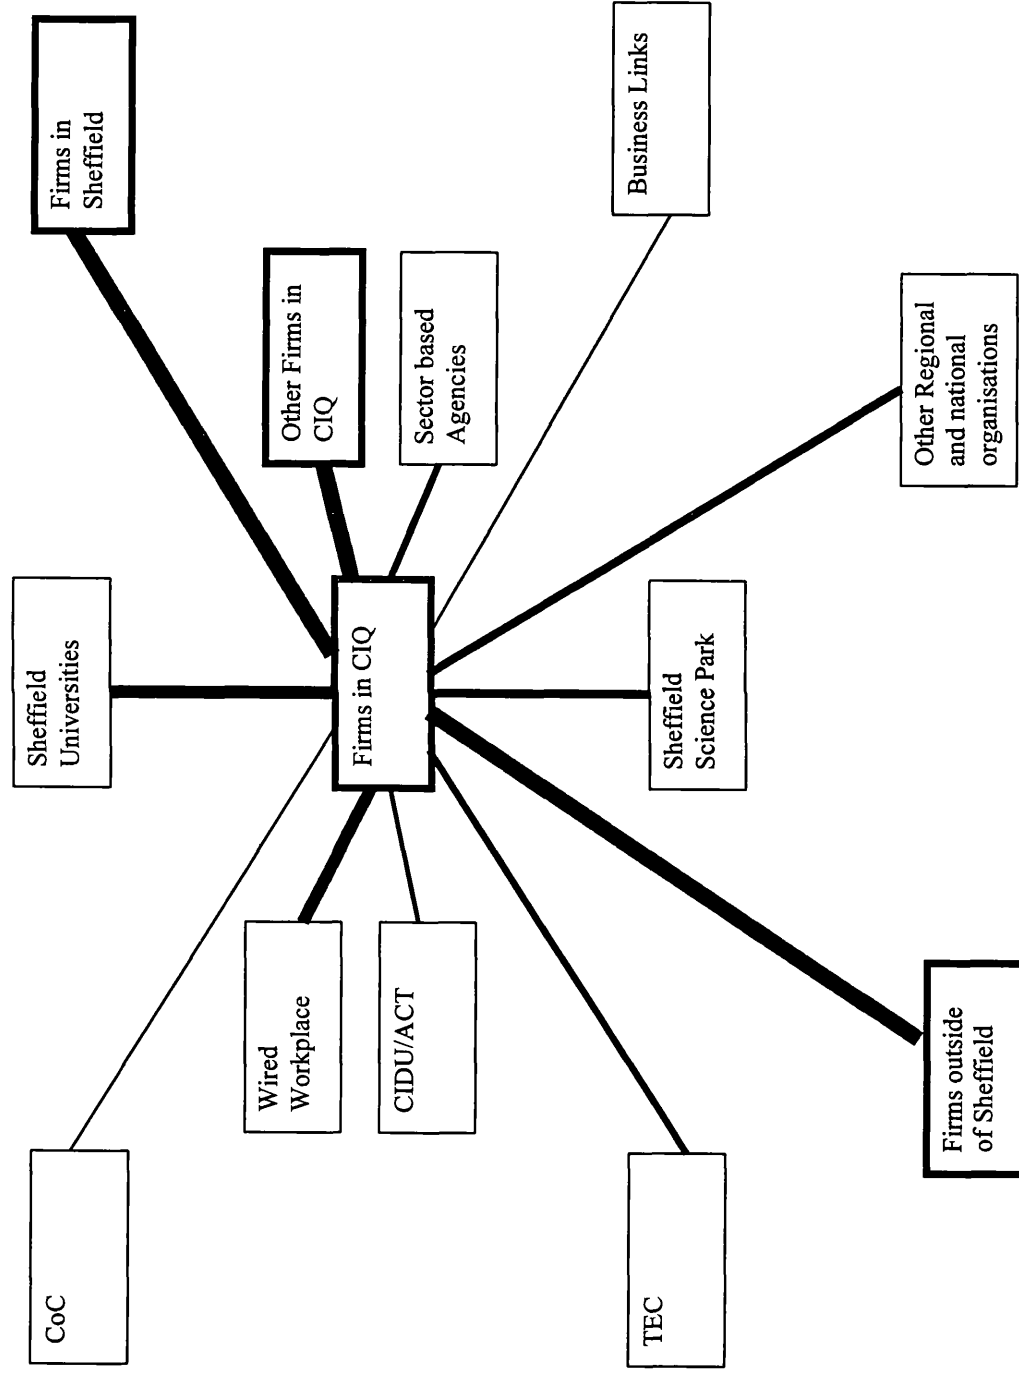 CoC
Sheffield
Universities
Firms in
Sheffield
Wired
Workplace
Other Firms in
CIQ
CIDU/ACT
Firms in CIQ
Sector based
Agencies
TEC
Sheffield
Science Park
Business Links
Firms outside
of Sheffield
Other Regional
and national
organisations